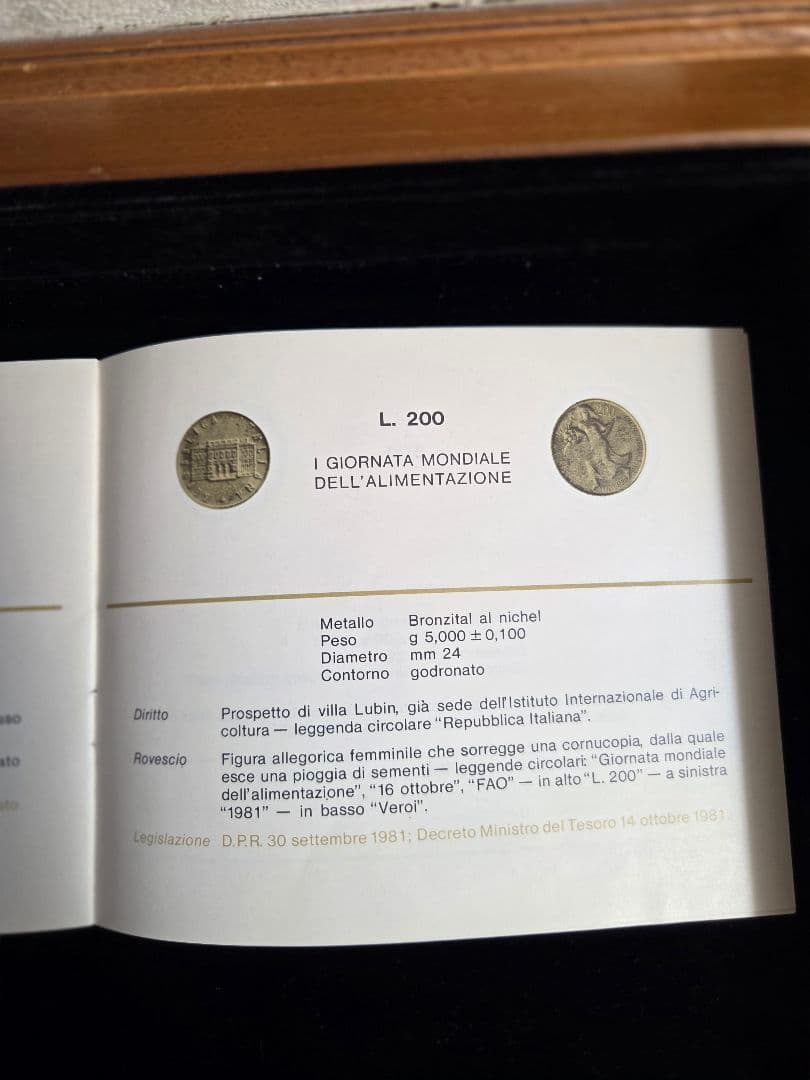 L. 200
I GIORNATA MONDIALE
DELL'ALIMENTAZIONE
Metallo Bronzital al nichel
Peso g 5,000 ± 0,100
Diametro mm 24
Contorno godronato
Diritto Prospetto di villa Lubin, già sede dell'Istituto Internazionale di Agri-
coltura — leggenda circolare "Repubblica Italiana".
Rovescio Figura allegorica femminile che sorregge una cornucopia, dalla quale
esce una pioggia di sementi — leggende circolari: "Giornata mondiale
dell'alimentazione", "16 ottobre", "FAO" — in alto "L. 200" — a sinistra
"1981" — in basso "Veroi".
Legislazione D.P.R. 30 settembre 1981; Decreto Ministro del Tesoro 14 ottobre 1981.